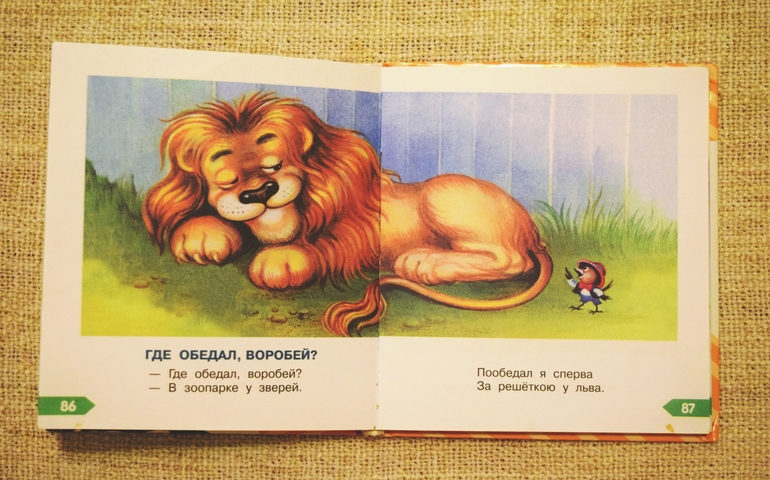 ГДЕ ОБЕДАЛ, ВОРОБЕЙ?
— Где обедал, воробей?
— В зоопарке у зверей.
86
Пообедал я сперва
За решёткою у льва.
87